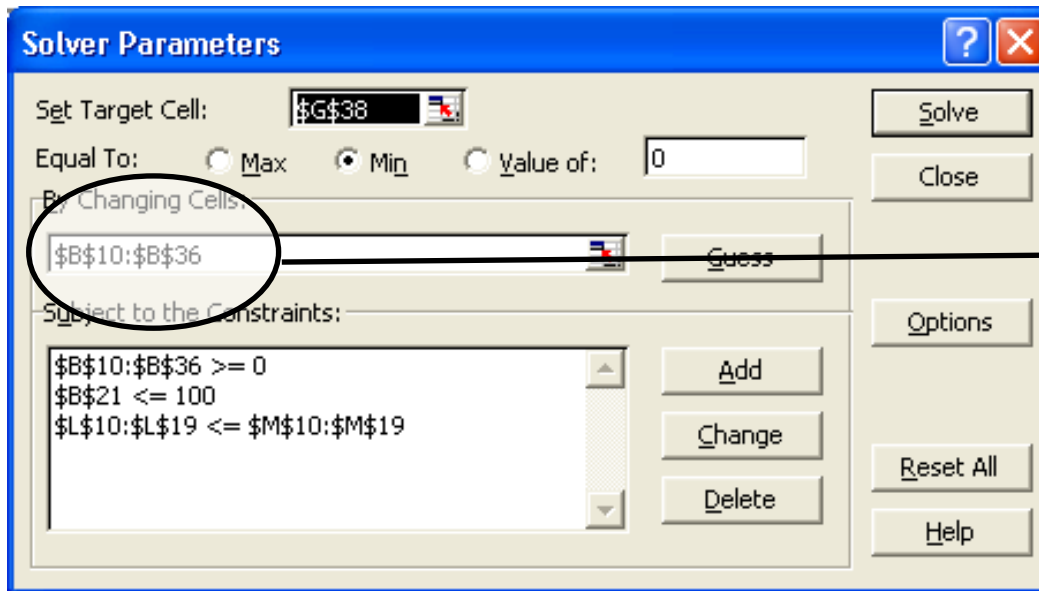 Solver Parameters
Set Target Cell: $G$38
Solve
Equal To: Max Min Value of: 0
Close
By Changing Cells:
$B$10:$B$36
Guess
Subject to the Constraints:
Options
$B$10:$B$36 >= 0
$B$21 <= 100
$L$10:$L$19 <= $M$10:$M$19
Add
Change
Reset All
Delete
Help